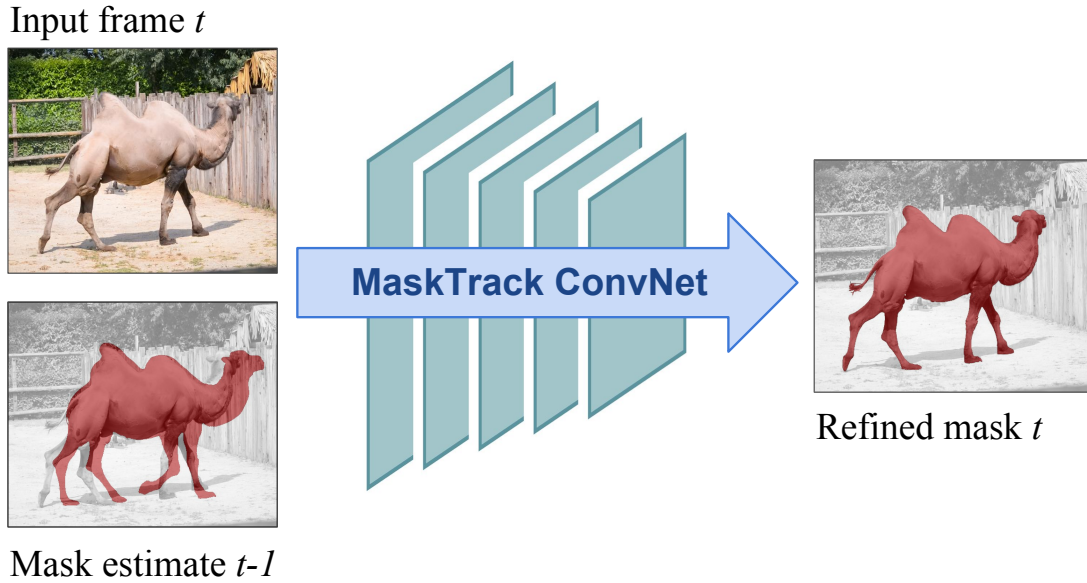 Input frame t
MaskTrack ConvNet
Refined mask t
Mask estimate t-1